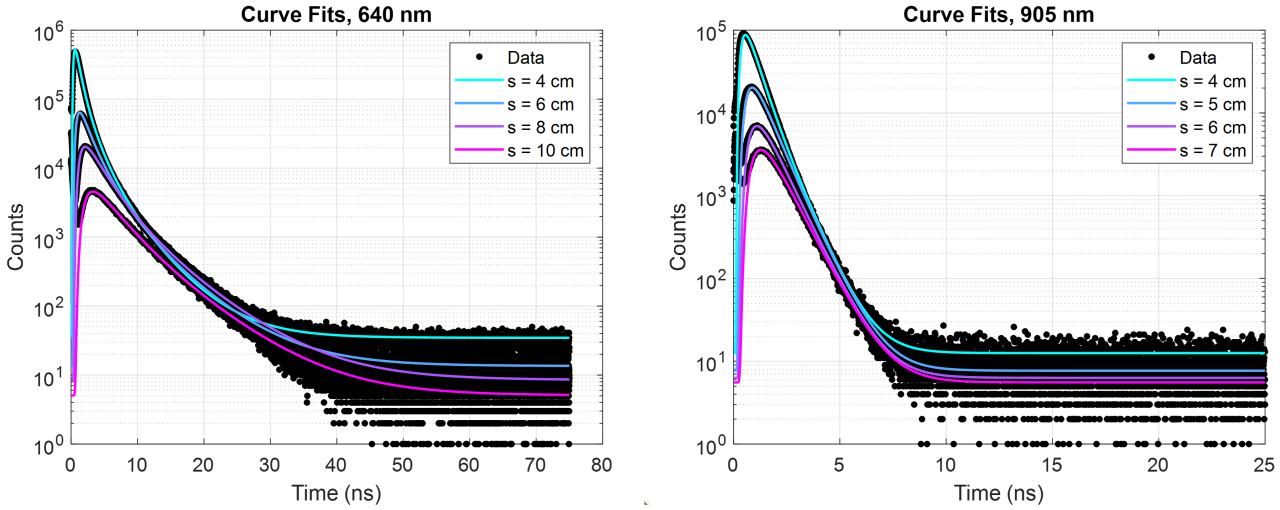 Curve Fits, 640 nm
10^6
10^5
10^4
10^3
10^2
10^1
10^0
Counts
0 10 20 30 40 50 60 70 80
Time (ns)
Data
s = 4 cm
s = 6 cm
s = 8 cm
s = 10 cm
Curve Fits, 905 nm
10^5
10^4
10^3
10^2
10^1
10^0
Counts
0 5 10 15 20 25
Time (ns)
Data
s = 4 cm
s = 5 cm
s = 6 cm
s = 7 cm